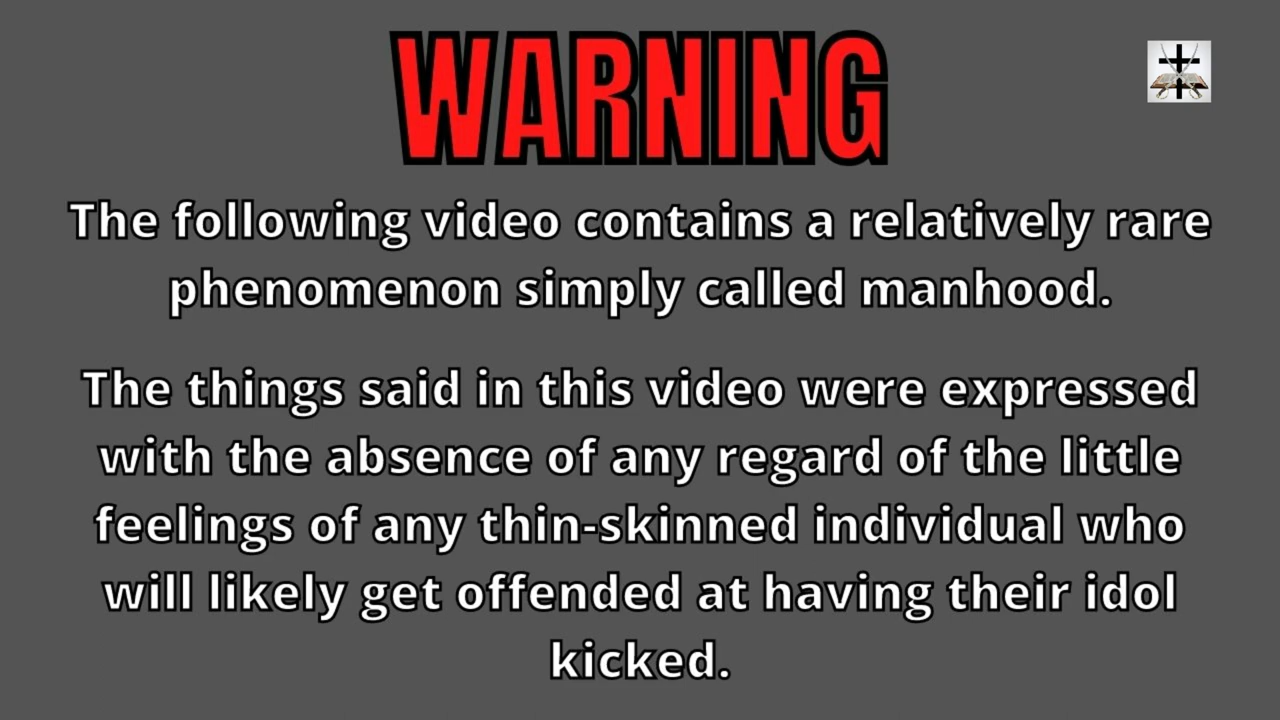 WARNING
The following video contains a relatively rare
phenomenon simply called manhood.
The things said in this video were expressed
with the absence of any regard of the little
feelings of any thin-skinned individual who
will likely get offended at having their idol
kicked.